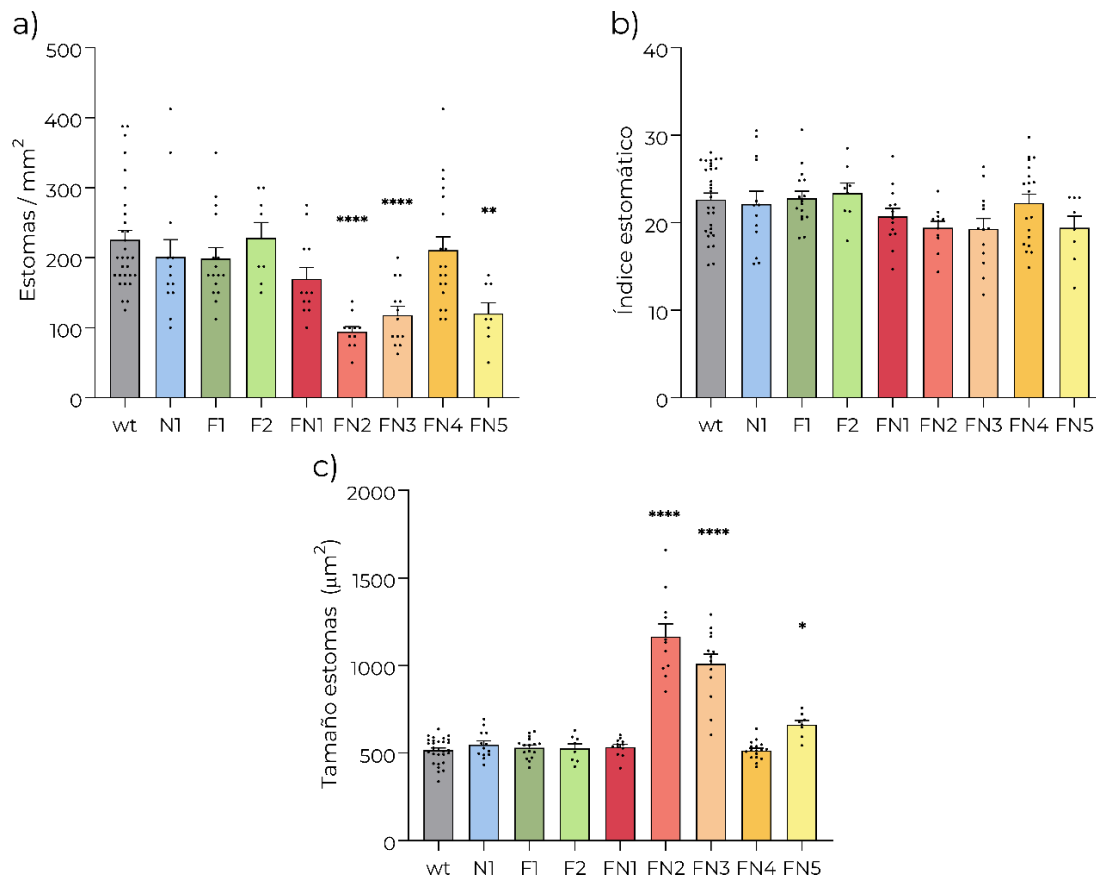 a)
Estomas / mm²
500
400
300
200
100
0
****
****
**
wt N1 F1 F2 FN1 FN2 FN3 FN4 FN5
b)
Índice estomático
40
30
20
10
0
wt N1 F1 F2 FN1 FN2 FN3 FN4 FN5
c)
Tamaño estomas (μm²)
2000
1500
1000
500
0
****
****
*
wt N1 F1 F2 FN1 FN2 FN3 FN4 FN5